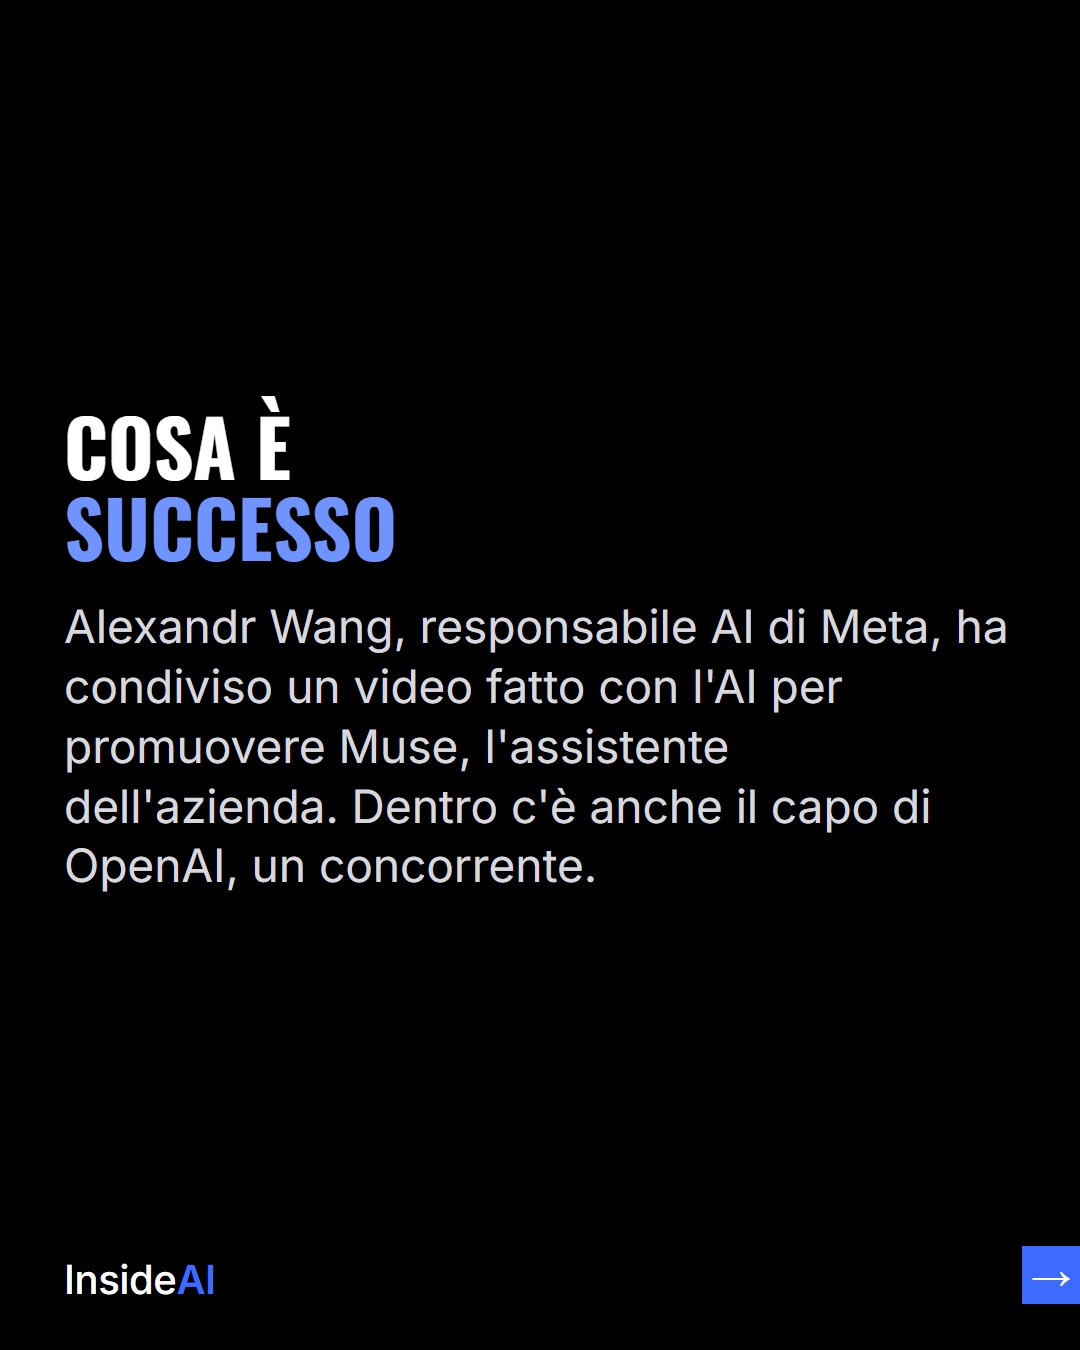 COSA È
SUCCESSO
Alexandr Wang, responsabile AI di Meta, ha
condiviso un video fatto con l'AI per
promuovere Muse, l'assistente
dell'azienda. Dentro c'è anche il capo di
OpenAI, un concorrente.
InsideAI
→